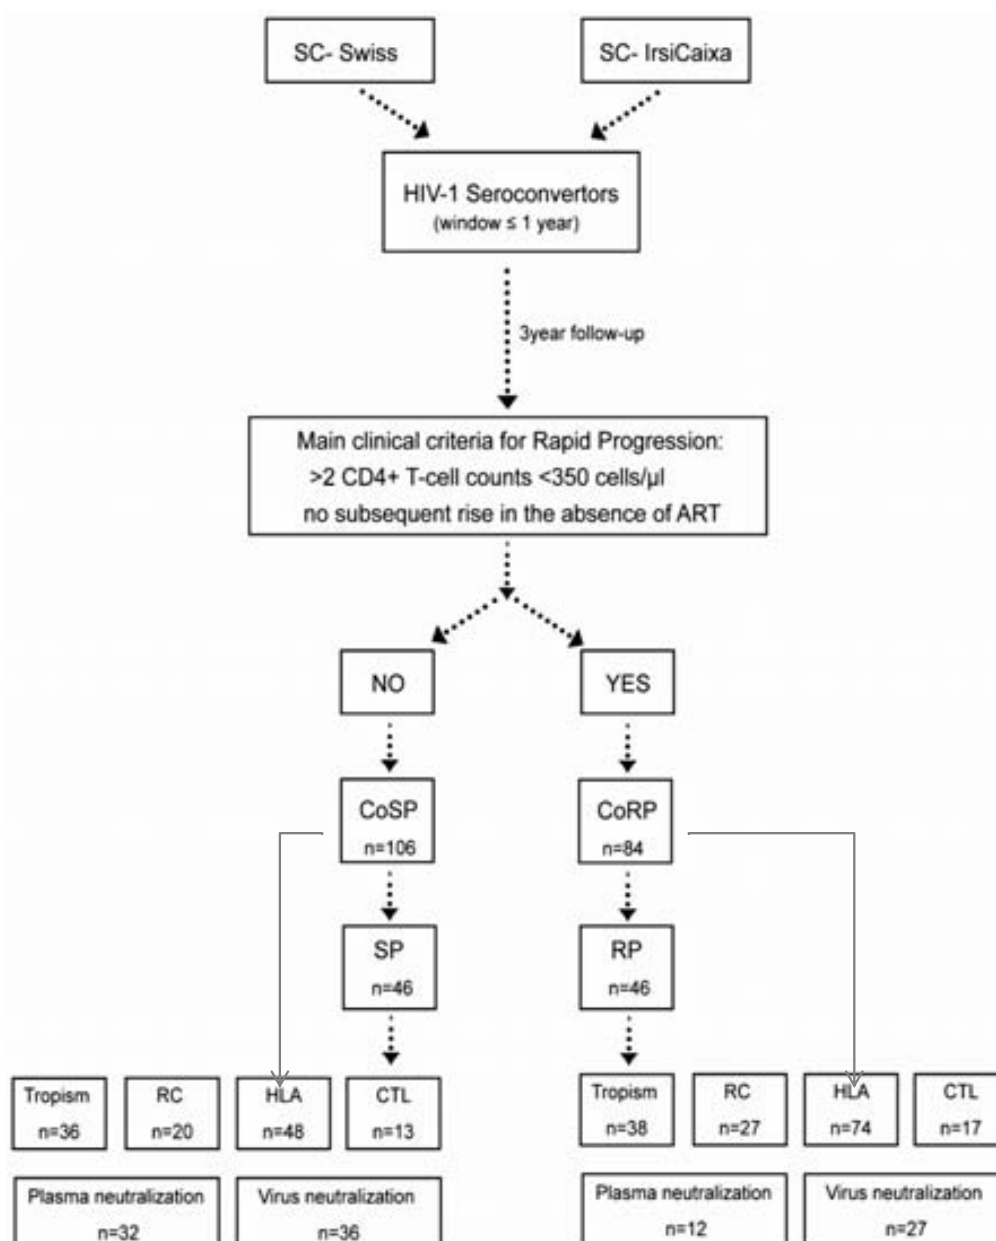 SC- Swiss
SC- IrsiCaixa
HIV-1 Seroconvertors
(window ≤ 1 year)
3year follow-up
Main clinical criteria for Rapid Progression:
>2 CD4+ T-cell counts <350 cells/µl
no subsequent rise in the absence of ART
NO
YES
CoSP
n=106
CoRP
n=84
SP
n=46
RP
n=46
Tropism
n=36
RC
n=20
HLA
n=48
CTL
n=13
Tropism
n=38
RC
n=27
HLA
n=74
CTL
n=17
Plasma neutralization
n=32
Virus neutralization
n=36
Plasma neutralization
n=12
Virus neutralization
n=27